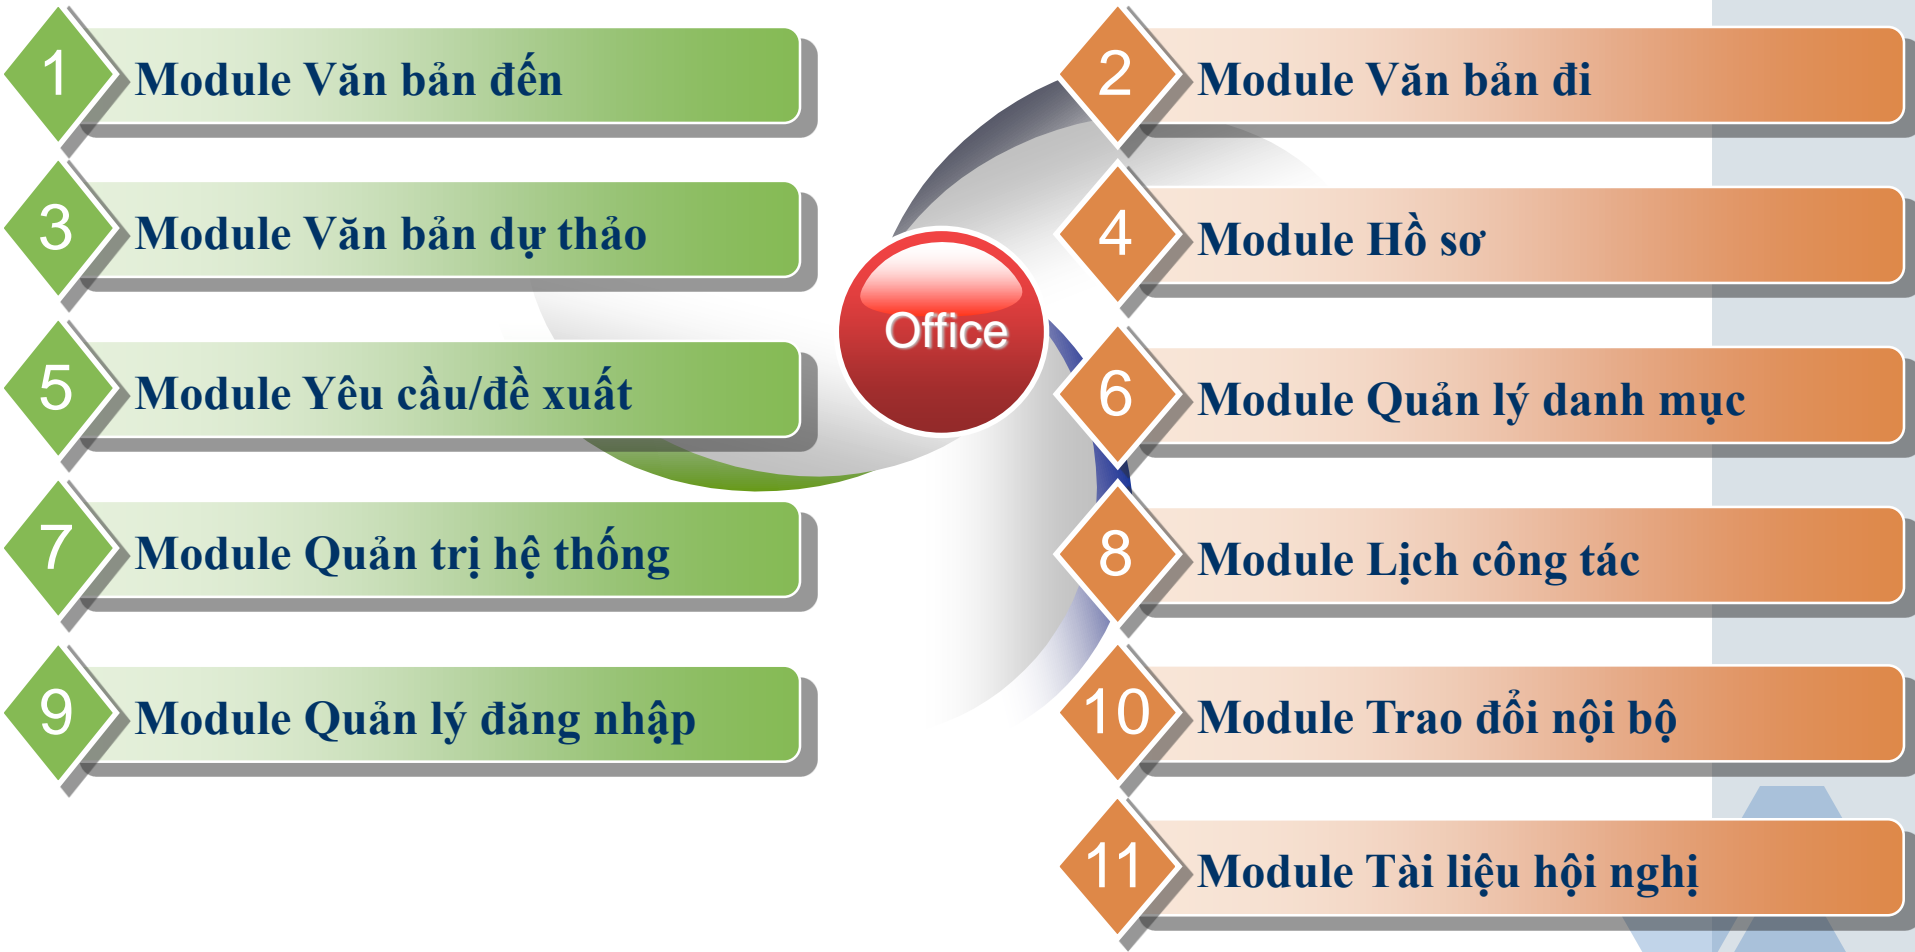 1 Module Văn bản đến
2 Module Văn bản đi
3 Module Văn bản dự thảo
4 Module Hồ sơ
Office
5 Module Yêu cầu/đề xuất
6 Module Quản lý danh mục
7 Module Quản trị hệ thống
8 Module Lịch công tác
9 Module Quản lý đăng nhập
10 Module Trao đổi nội bộ
11 Module Tài liệu hội nghị